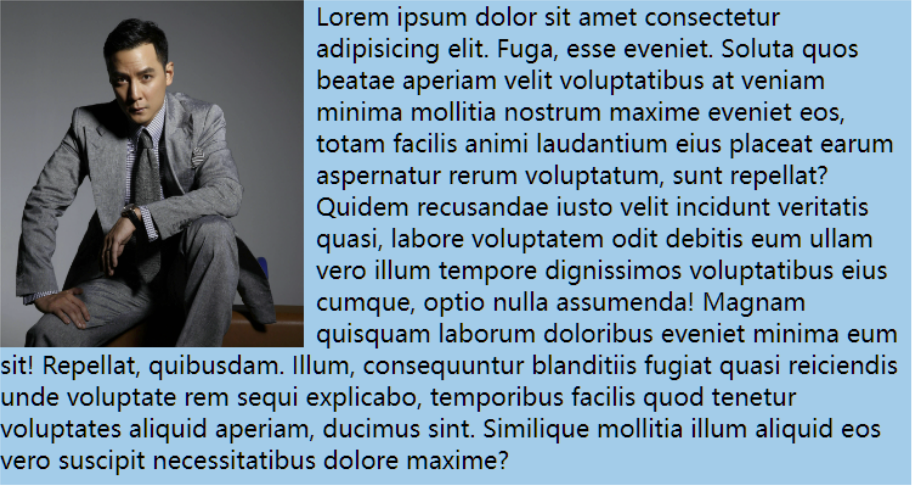 Lorem ipsum dolor sit amet consectetur
adipisicing elit. Fuga, esse eveniet. Soluta quos
beatae aperiam velit voluptatibus at veniam
minima mollitia nostrum maxime eveniet eos,
totam facilis animi laudantium eius placeat earum
aspernatur rerum voluptatum, sunt repellat?
Quidem recusandae iusto velit incidunt veritatis
quasi, labore voluptatem odit debitis eum ullam
vero illum tempore dignissimos voluptatibus eius
cumque, optio nulla assumenda! Magnam
quisquam laborum doloribus eveniet minima eum
sit! Repellat, quibusdam. Illum, consequuntur blanditiis fugiat quasi reiciendis
unde voluptate rem sequi explicabo, temporibus facilis quod tenetur
voluptates aliquid aperiam, ducimus sint. Similique mollitia illum aliquid eos
vero suscipit necessitatibus dolore maxime?